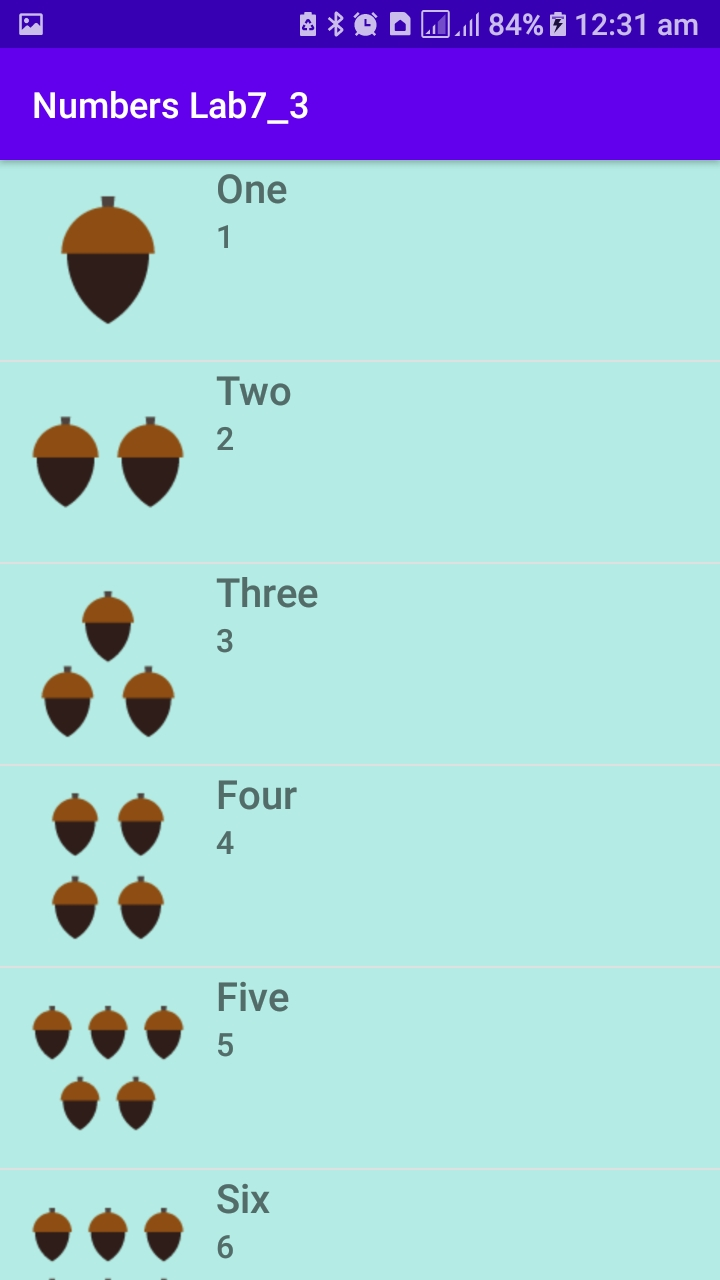 84% 12:31 am
Numbers Lab7_3
One
1
Two
2
Three
3
Four
4
Five
5
Six
6